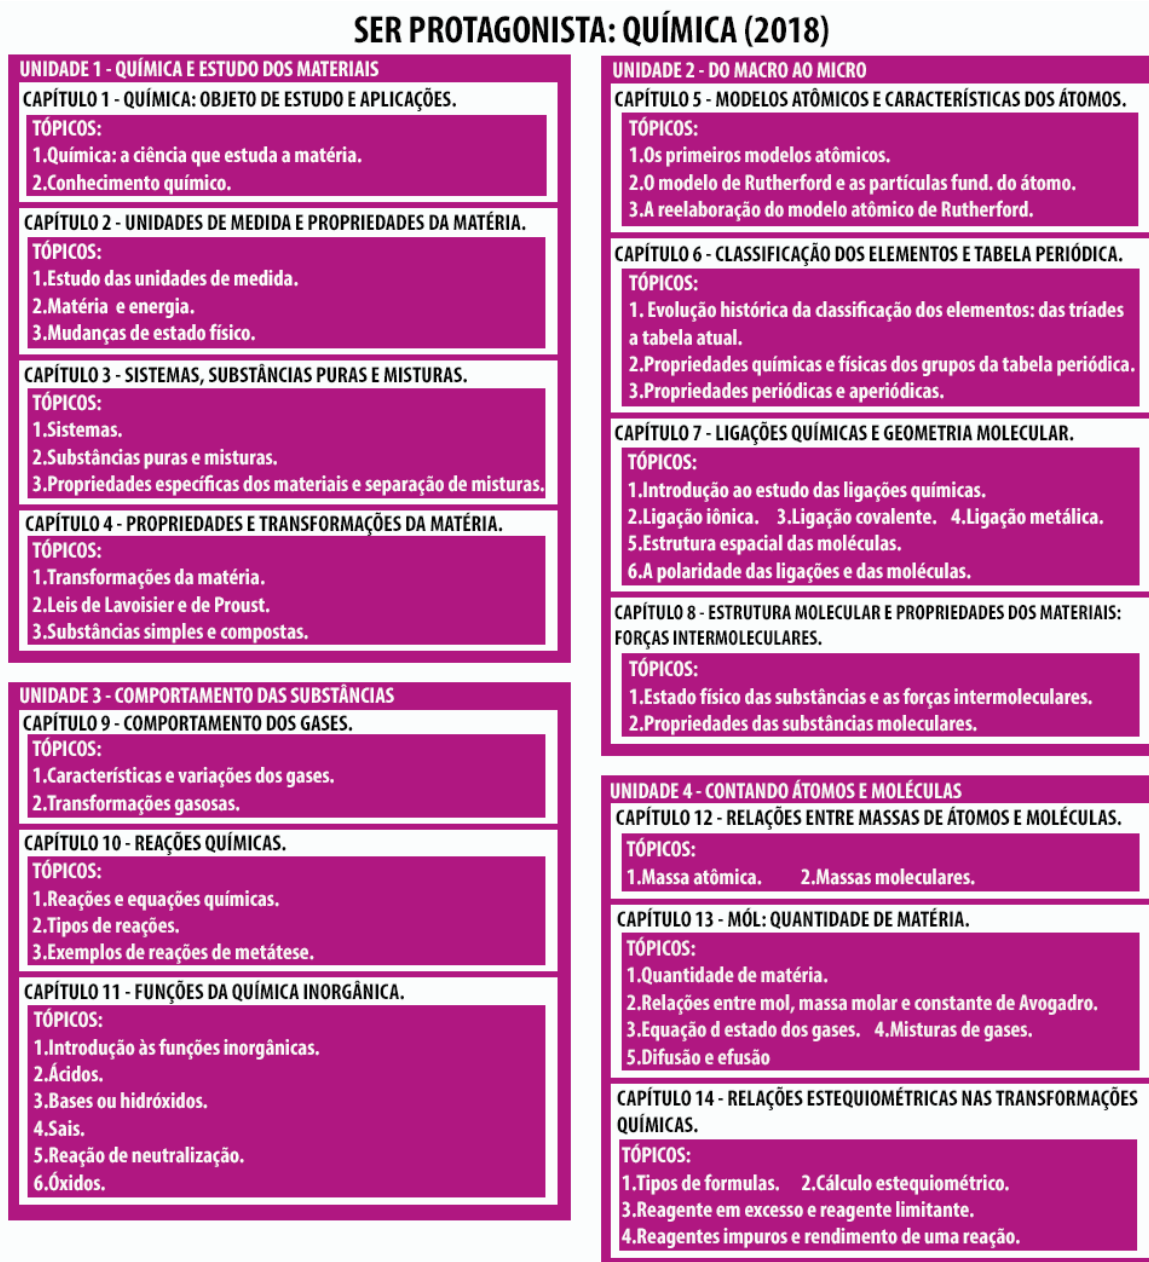 SER PROTAGONISTA: QUÍMICA (2018)
UNIDADE 1 - QUÍMICA E ESTUDO DOS MATERIAIS
CAPÍTULO 1 - QUÍMICA: OBJETO DE ESTUDO E APLICAÇÕES.
TÓPICOS:
1.Química: a ciência que estuda a matéria.
2.Conhecimento químico.
CAPÍTULO 2 - UNIDADES DE MEDIDA E PROPRIEDADES DA MATÉRIA.
TÓPICOS:
1.Estudo das unidades de medida.
2.Matéria e energia.
3.Mudanças de estado físico.
CAPÍTULO 3 - SISTEMAS, SUBSTÂNCIAS PURAS E MISTURAS.
TÓPICOS:
1.Sistemas.
2.Substâncias puras e misturas.
3.Propriedades específicas dos materiais e separação de misturas.
CAPÍTULO 4 - PROPRIEDADES E TRANSFORMAÇÕES DA MATÉRIA.
TÓPICOS:
1.Transformações da matéria.
2.Leis de Lavoisier e de Proust.
3.Substâncias simples e compostas.
UNIDADE 2 - DO MACRO AO MICRO
CAPÍTULO 5 - MODELOS ATÔMICOS E CARACTERÍSTICAS DOS ÁTOMOS.
TÓPICOS:
1.Os primeiros modelos atômicos.
2.O modelo de Rutherford e as partículas fund. do átomo.
3.A reelaboração do modelo atômico de Rutherford.
CAPÍTULO 6 - CLASSIFICAÇÃO DOS ELEMENTOS E TABELA PERIÓDICA.
TÓPICOS:
1. Evolução histórica da classificação dos elementos: das tríades
a tabela atual.
2.Propriedades químicas e físicas dos grupos da tabela periódica.
3.Propriedades periódicas e aperiódicas.
CAPÍTULO 7 - LIGAÇÕES QUÍMICAS E GEOMETRIA MOLECULAR.
TÓPICOS:
1.Introdução ao estudo das ligações químicas.
2.Ligação iônica. 3.Ligação covalente. 4.Ligação metálica.
5.Estrutura espacial das moléculas.
6.A polaridade das ligações e das moléculas.
CAPÍTULO 8 - ESTRUTURA MOLECULAR E PROPRIEDADES DOS MATERIAIS:
FORÇAS INTERMOLECULARES.
TÓPICOS:
1.Estado físico das substâncias e as forças intermoleculares.
2.Propriedades das substâncias moleculares.
UNIDADE 3 - COMPORTAMENTO DAS SUBSTÂNCIAS
CAPÍTULO 9 - COMPORTAMENTO DOS GASES.
TÓPICOS:
1.Características e variações dos gases.
2.Transformações gasosas.
CAPÍTULO 10 - REAÇÕES QUÍMICAS.
TÓPICOS:
1.Reações e equações químicas.
2.Tipos de reações.
3.Exemplos de reações de metátese.
CAPÍTULO 11 - FUNÇÕES DA QUÍMICA INORGÂNICA.
TÓPICOS:
1.Introdução às funções inorgânicas.
2.Ácidos.
3.Bases ou hidróxidos.
4.Sais.
5.Reação de neutralização.
6.Óxidos.
UNIDADE 4 - CONTANDO ÁTOMOS E MOLÉCULAS
CAPÍTULO 12 - RELAÇÕES ENTRE MASSAS DE ÁTOMOS E MOLÉCULAS.
TÓPICOS:
1.Massa atômica. 2.Massas moleculares.
CAPÍTULO 13 - MÓL: QUANTIDADE DE MATÉRIA.
TÓPICOS:
1.Quantidade de matéria.
2.Relações entre mol, massa molar e constante de Avogadro.
3.Equação d estado dos gases. 4.Misturas de gases.
5.Difusão e efusão
CAPÍTULO 14 - RELAÇÕES ESTEQUIOMÉTRICAS NAS TRANSFORMAÇÕES
QUÍMICAS.
TÓPICOS:
1.Tipos de formulas. 2.Cálculo estequiométrico.
3.Reagente em excesso e reagente limitante.
4.Reagentes impuros e rendimento de uma reação.